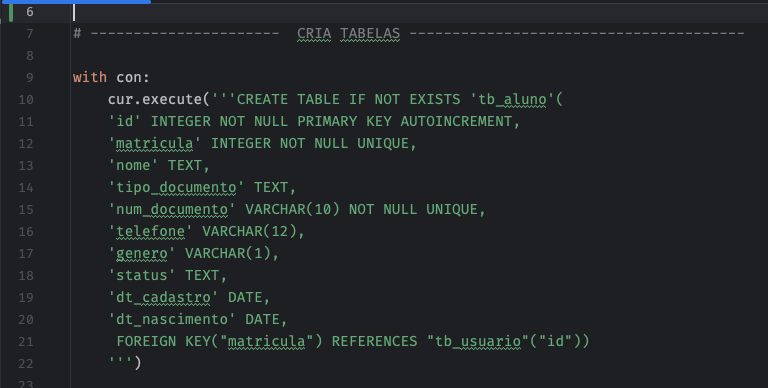 6
7 # ---------------------- CRIA TABELAS ---------------------------------------
8
9 with con:
10 cur.execute('''CREATE TABLE IF NOT EXISTS 'tb_aluno'(
11 'id' INTEGER NOT NULL PRIMARY KEY AUTOINCREMENT,
12 'matricula' INTEGER NOT NULL UNIQUE,
13 'nome' TEXT,
14 'tipo_documento' TEXT,
15 'num_documento' VARCHAR(10) NOT NULL UNIQUE,
16 'telefone' VARCHAR(12),
17 'genero' VARCHAR(1),
18 'status' TEXT,
19 'dt_cadastro' DATE,
20 'dt_nascimento' DATE,
21 FOREIGN KEY("matricula") REFERENCES "tb_usuario"("id"))
22 ''')
23